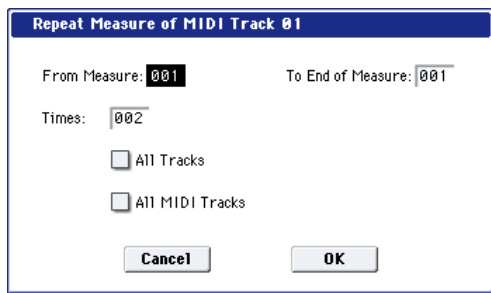 Repeat Measure of MIDI Track 01
From Measure: 001 To End of Measure: 001
Times: 002
All Tracks
All MIDI Tracks
Cancel OK